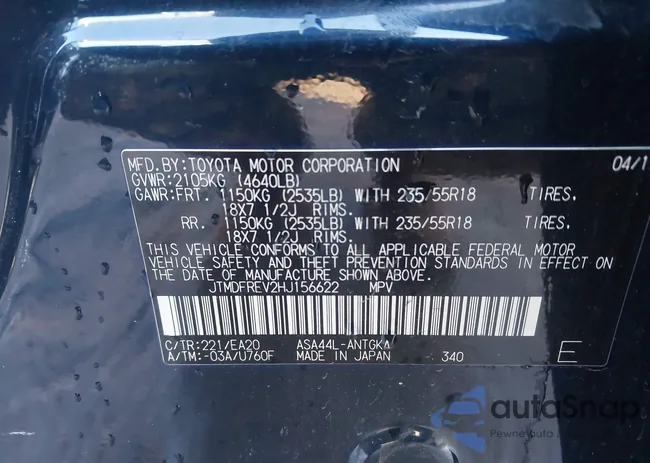 MFD.BY:TOYOTA MOTOR CORPORATION 04/1
GVWR:2105KG (4640LB)
GAWR:FRT. 1150KG (2535LB) WITH 235/55R18 TIRES,
18X7 1/2J RIMS.
RR. 1150KG (2535LB) WITH 235/55R18 TIRES,
18X7 1/2J RIMS.
THIS VEHICLE CONFORMS TO ALL APPLICABLE FEDERAL MOTOR
VEHICLE SAFETY AND THEFT PREVENTION STANDARDS IN EFFECT ON
THE DATE OF MANUFACTURE SHOWN ABOVE.
JTMDFREV2HJ156622 MPV
C/TR:221/EA20 ASA44L-ANTGKA
A/TM:-03A/U760F MADE IN JAPAN 340 E
autoSnap
Pewne auto